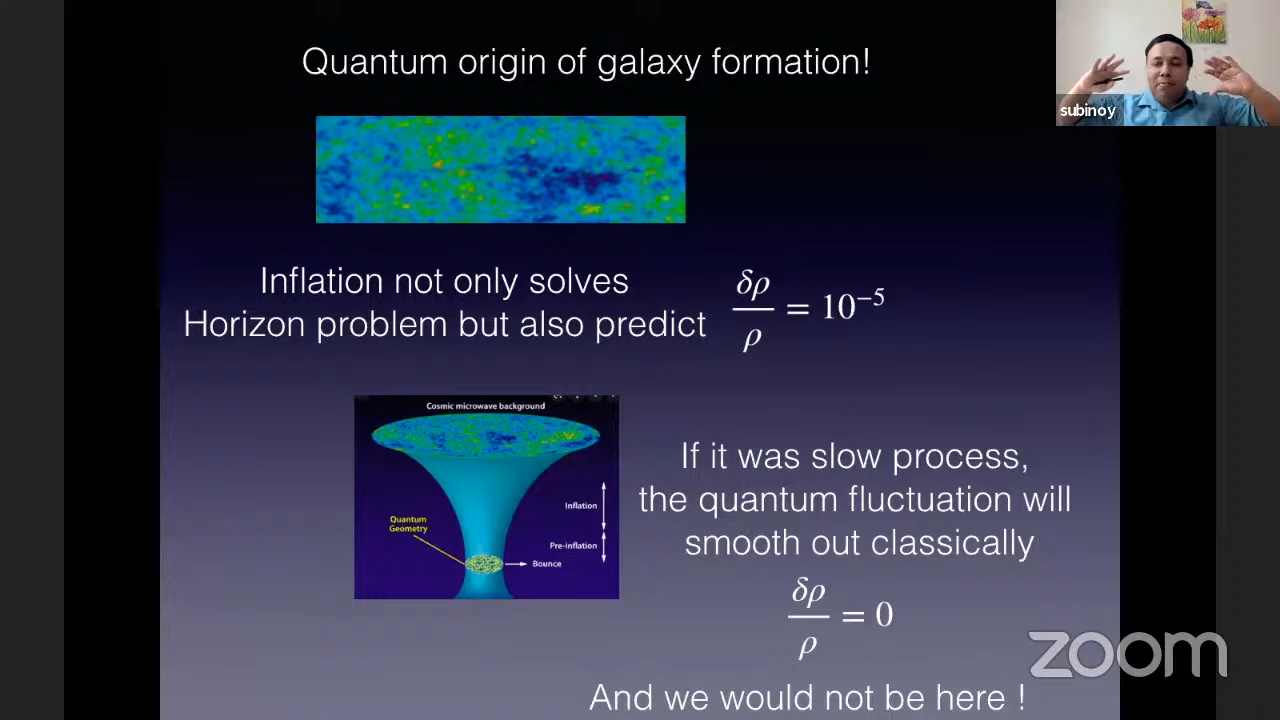 Quantum origin of galaxy formation!
subinoy
Inflation not only solves
Horizon problem but also predict
δρ/ρ = 10⁻⁵
Cosmic microwave background
Inflation
Quantum
Geometry
Pre-inflation
Bounce
If it was slow process,
the quantum fluctuation will
smooth out classically
δρ/ρ = 0
And we would not be here !
zoom